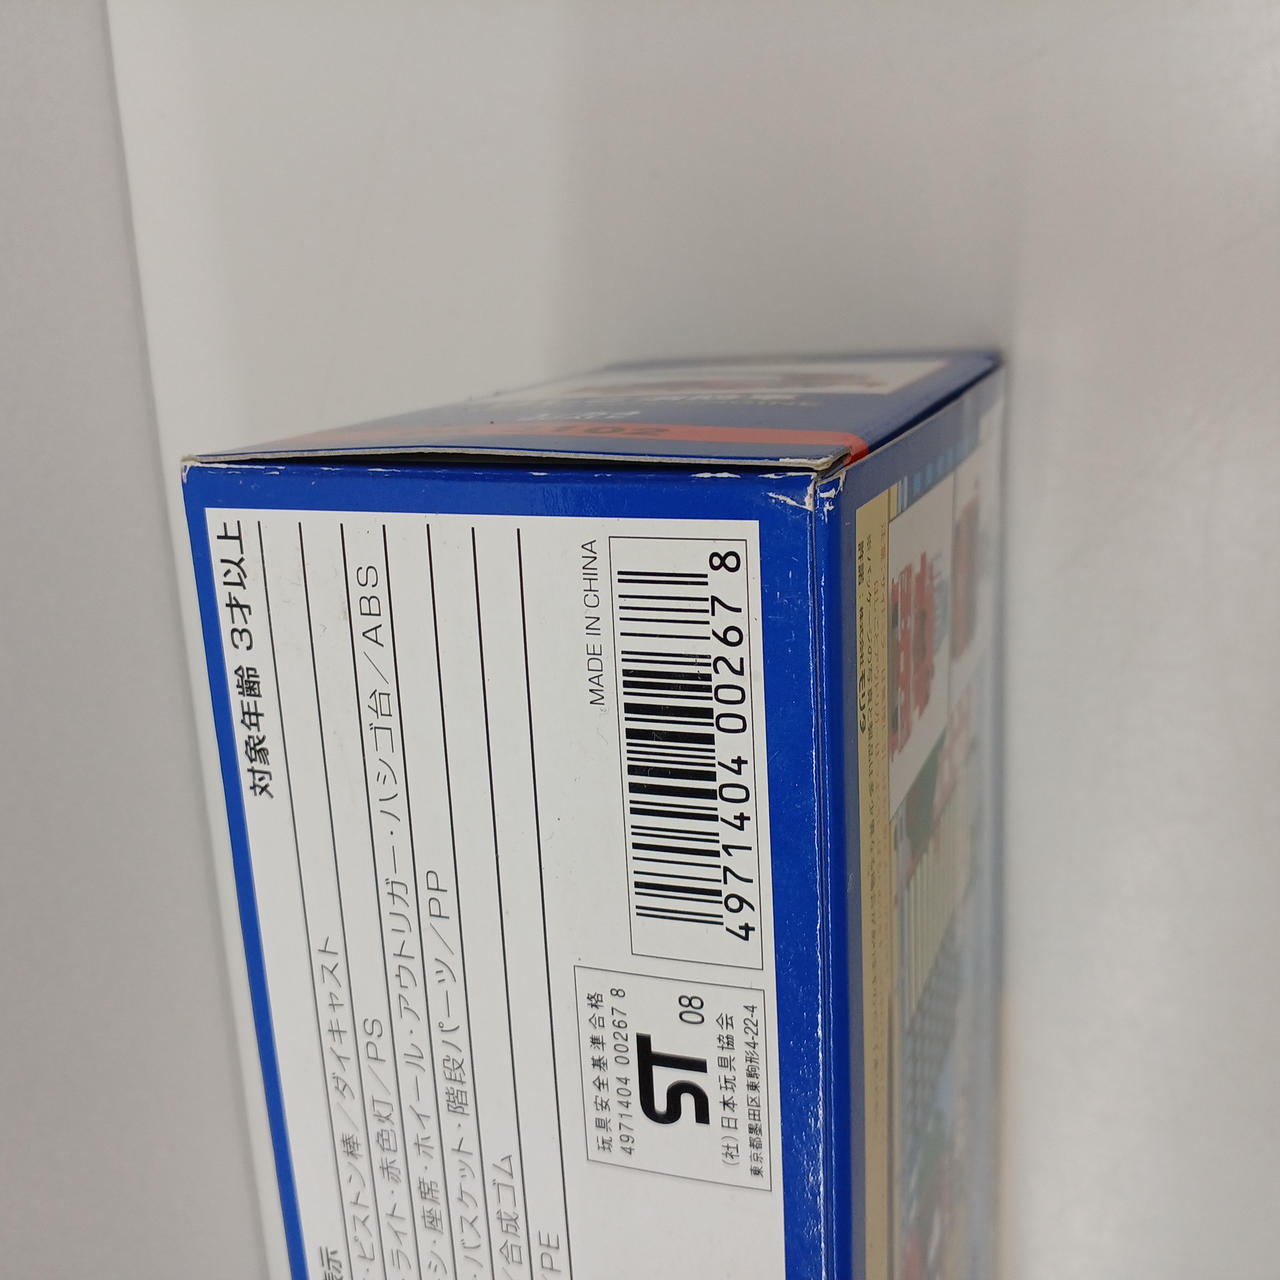 対象年齢 3才以上
表示
・ピストン棒/ダイキャスト
ライト・赤色灯/PS
シ・座席・ホイール・アウトリガー・ハシゴ台/ABS
・バスケット・階段パーツ/PP
/合成ゴム
PE
MADE IN CHINA
4971404 002678
玩具安全基準合格
4971404 00267 8
ST 08
(社)日本玩具協会
東京都墨田区東駒形4-22-4
102